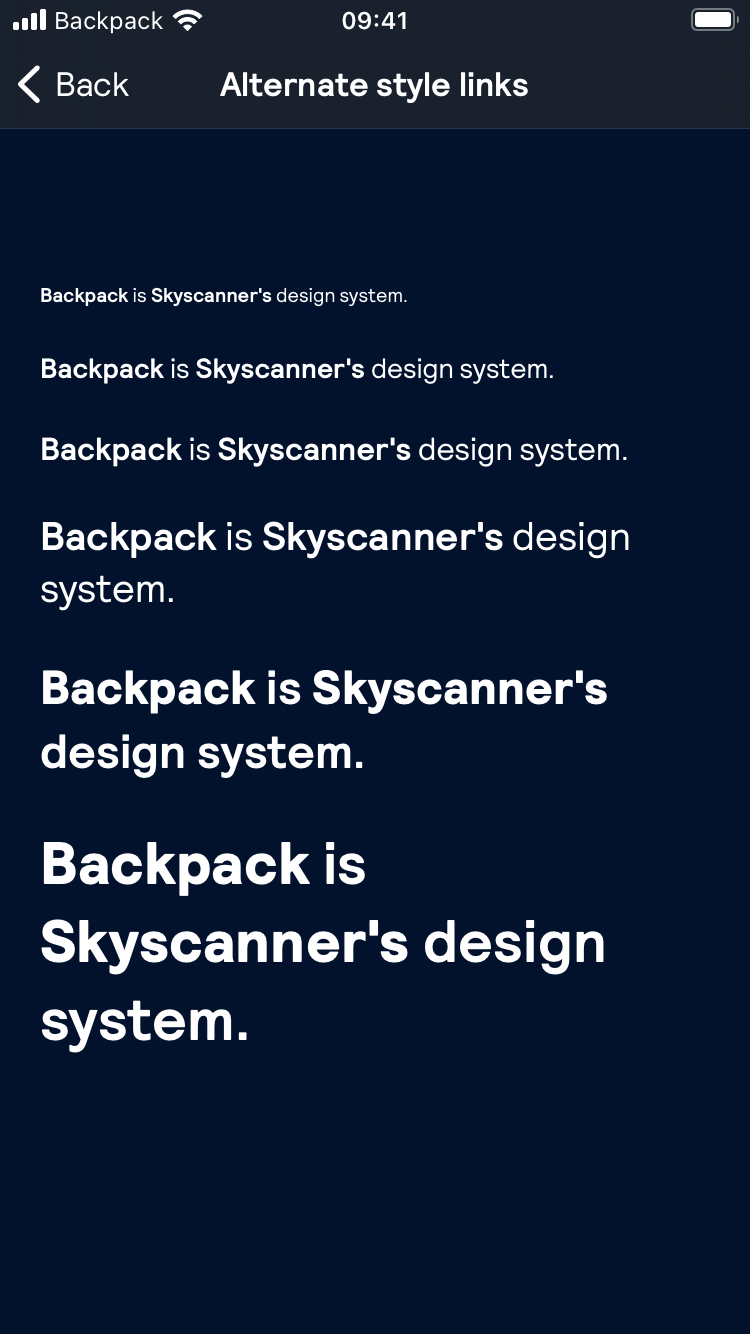 Backpack 09:41
Back Alternate style links
Backpack is Skyscanner's design system.
Backpack is Skyscanner's design system.
Backpack is Skyscanner's design system.
Backpack is Skyscanner's design
system.
Backpack is Skyscanner's
design system.
Backpack is
Skyscanner's design
system.